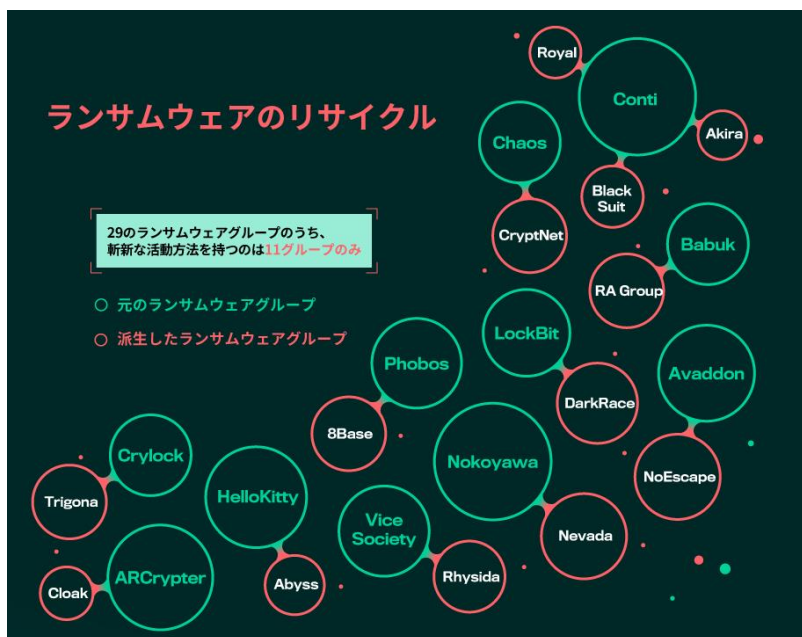 ランサムウェアのリサイクル
29のランサムウェアグループのうち、
斬新な活動方法を持つのは11グループのみ
元のランサムウェアグループ
派生したランサムウェアグループ
Royal
Conti
Akira
Black
Suit
Chaos
CryptNet
Babuk
RA Group
LockBit
DarkRace
Avaddon
NoEscape
Phobos
8Base
Nokoyawa
Nevada
Crylock
Trigona
HelloKitty
Abyss
Vice
Society
Rhysida
ARCrypter
Cloak